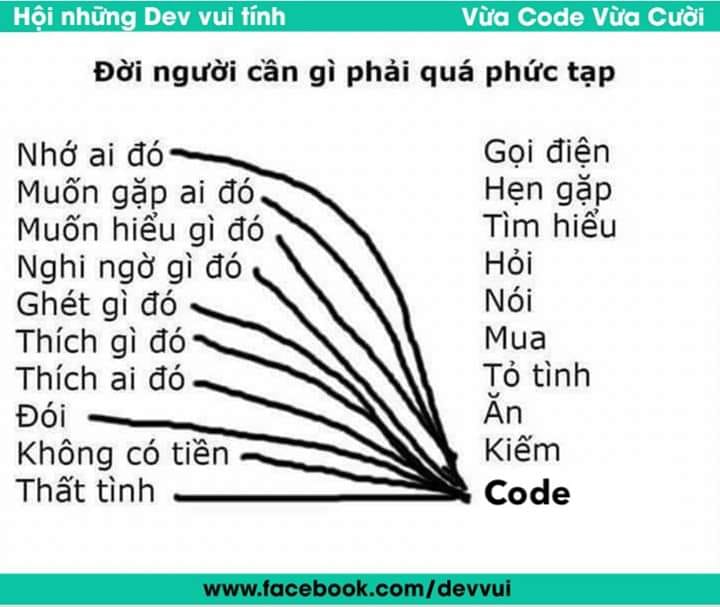 Hội những Dev vui tính
Vừa Code Vừa Cười
Đời người cần gì phải quá phức tạp
Nhớ ai đó
Muốn gặp ai đó
Muốn hiểu gì đó
Nghi ngờ gì đó
Ghét gì đó
Thích gì đó
Thích ai đó
Đói
Không có tiền
Thất tình
Gọi điện
Hẹn gặp
Tìm hiểu
Hỏi
Nói
Mua
Tỏ tình
Ăn
Kiếm
Code
www.facebook.com/devvui